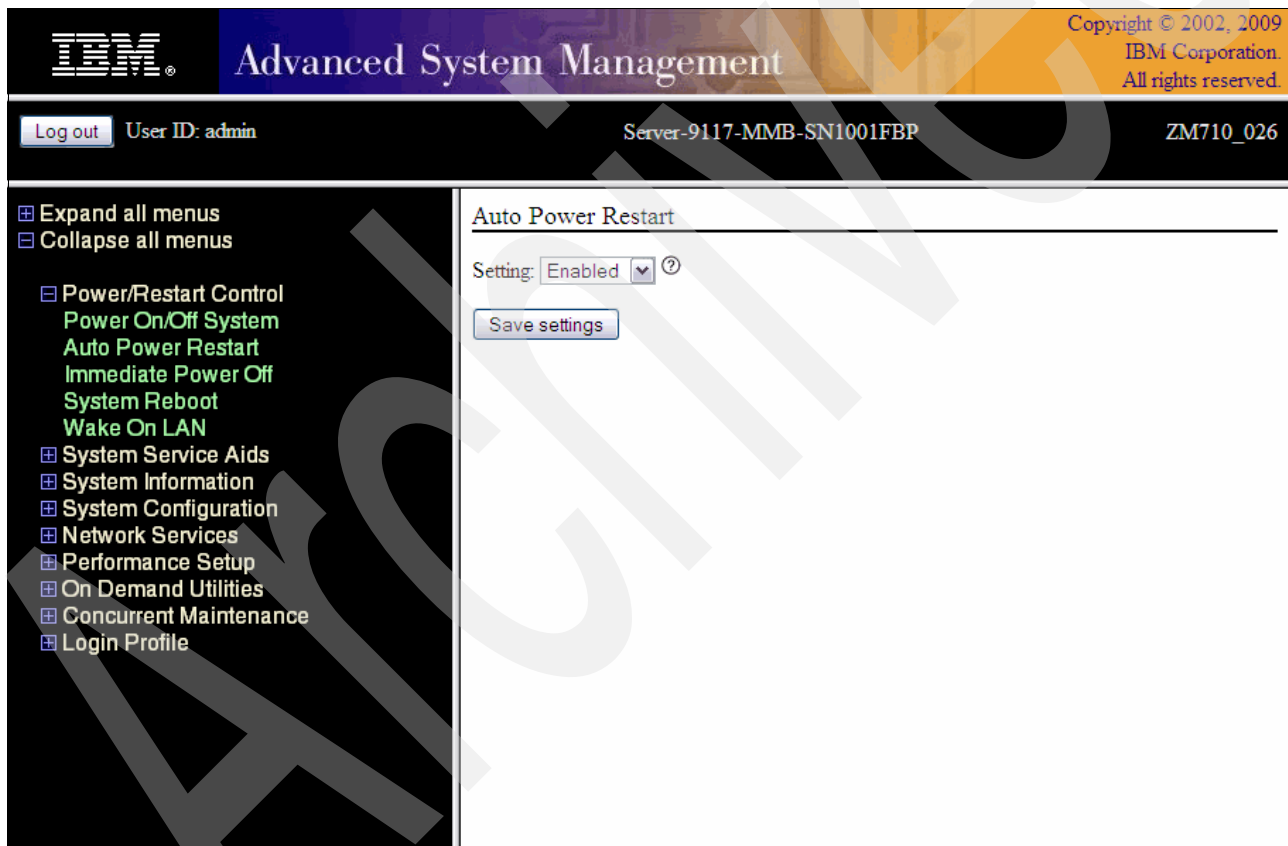 IBM®
Advanced System Management
Copyright © 2002, 2009
IBM Corporation.
All rights reserved.
Log out User ID: admin
Server-9117-MMB-SN1001FBP
ZM710_026
Expand all menus
Collapse all menus
Power/Restart Control
Power On/Off System
Auto Power Restart
Immediate Power Off
System Reboot
Wake On LAN
System Service Aids
System Information
System Configuration
Network Services
Performance Setup
On Demand Utilities
Concurrent Maintenance
Login Profile
Auto Power Restart
Setting: Enabled ?
Save settings
Archive